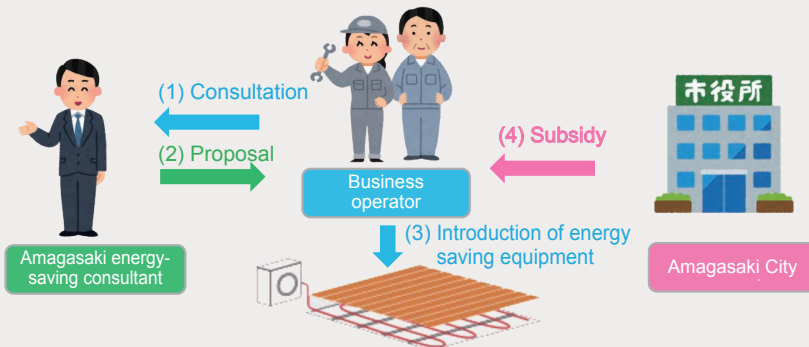 (1) Consultation
(2) Proposal
(4) Subsidy
市役所
Business
operator
(3) Introduction of energy
saving equipment
Amagasaki energy-
saving consultant
Amagasaki City